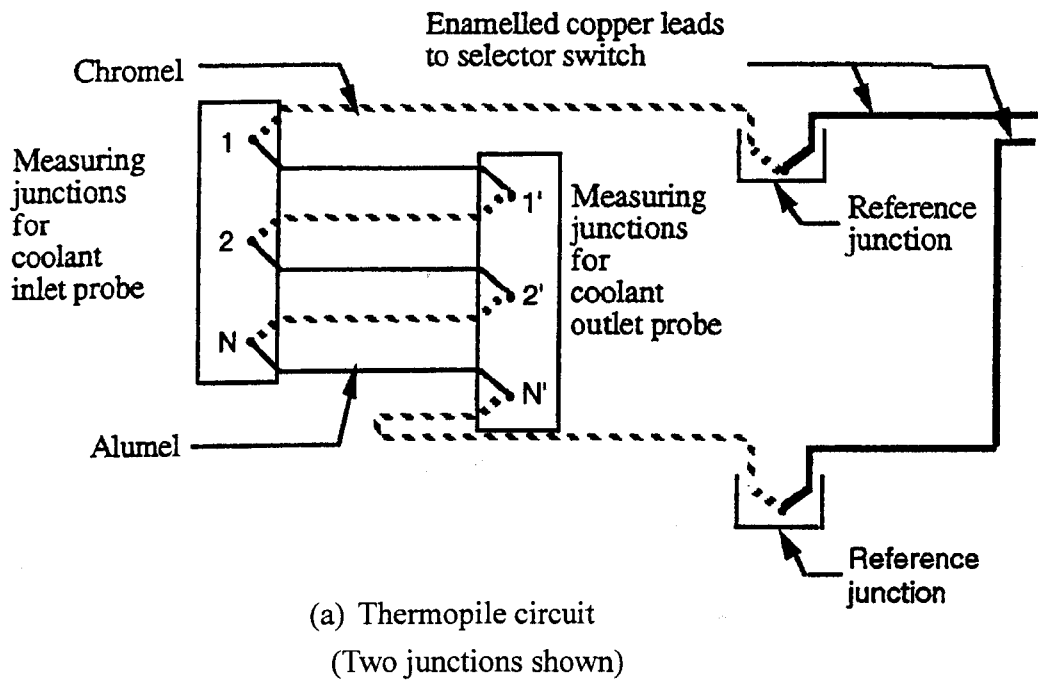 Enamelled copper leads
to selector switch
Chromel
Measuring
junctions
for
coolant
inlet probe
1
2
N
1'
2'
N'
Measuring
junctions
for
coolant
outlet probe
Reference
junction
Alumel
Reference
junction
(a) Thermopile circuit
(Two junctions shown)